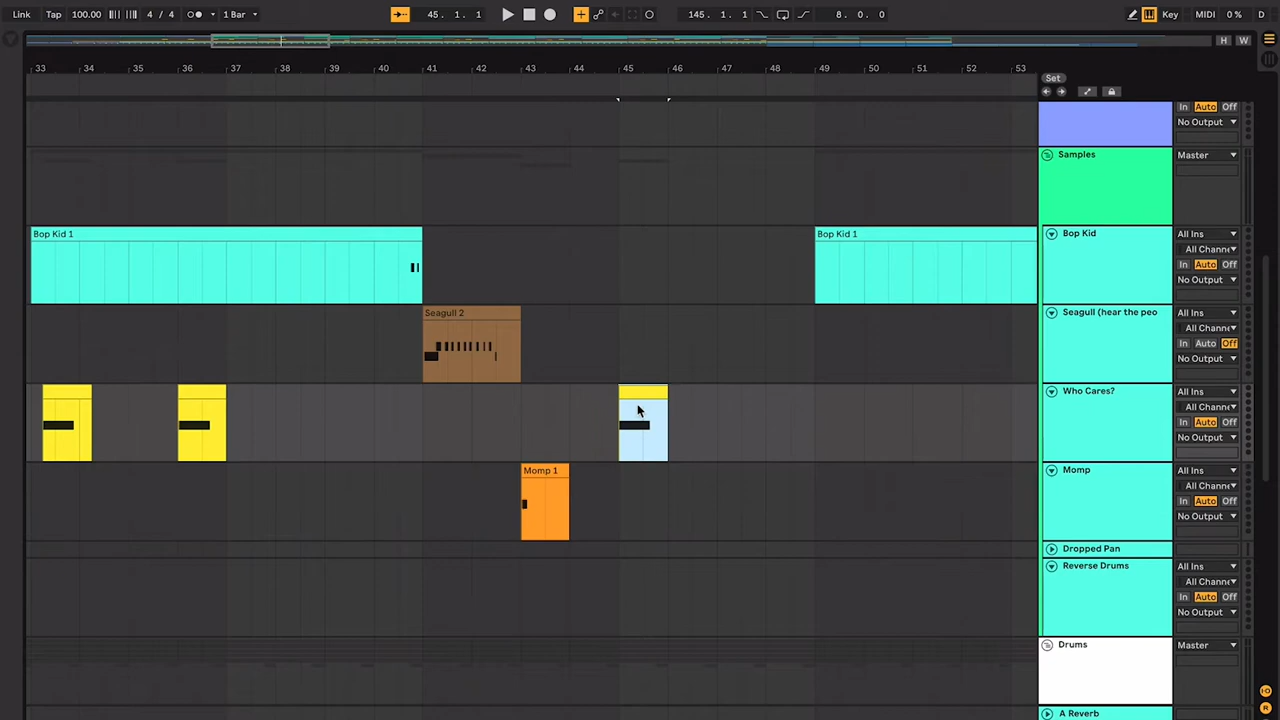 Link Tap 100.00 4 / 4 1 Bar 45. 1. 1 145. 1. 1 8. 0. 0 Key MIDI 0 % D
H W
33 34 35 36 37 38 39 40 41 42 43 44 45 46 47 48 49 50 51 52 53
Set
In Auto Off
No Output
Samples Master
Bop Kid 1 Bop Kid 1 Bop Kid All Ins
All Channe
In Auto Off
No Output
Seagull 2 Seagull (hear the peo All Ins
All Channe
In Auto Off
No Output
Who Cares? All Ins
All Channe
In Auto Off
No Output
Momp 1 Momp All Ins
All Channe
In Auto Off
No Output
Dropped Pan
Reverse Drums All Ins
All Channe
In Auto Off
No Output
Drums Master
A Reverb